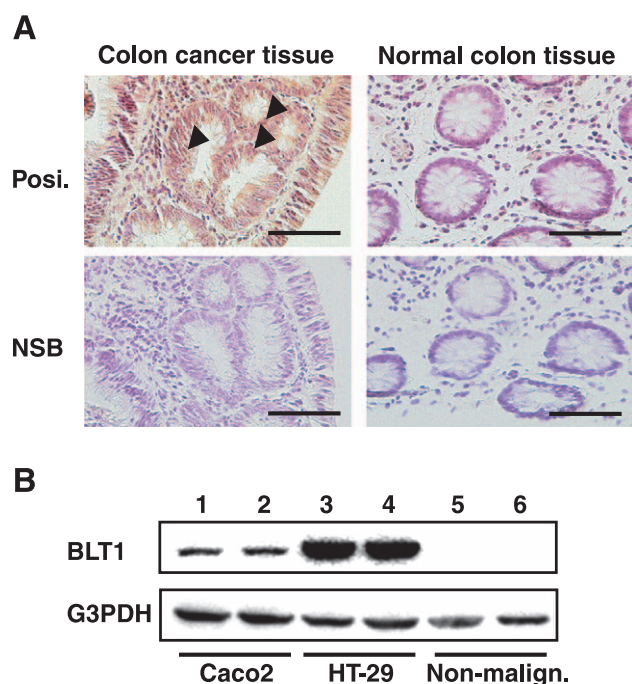 A
Colon cancer tissue Normal colon tissue
Posi.
NSB
B
1 2 3 4 5 6
BLT1
G3PDH
Caco2 HT-29 Non-malign.